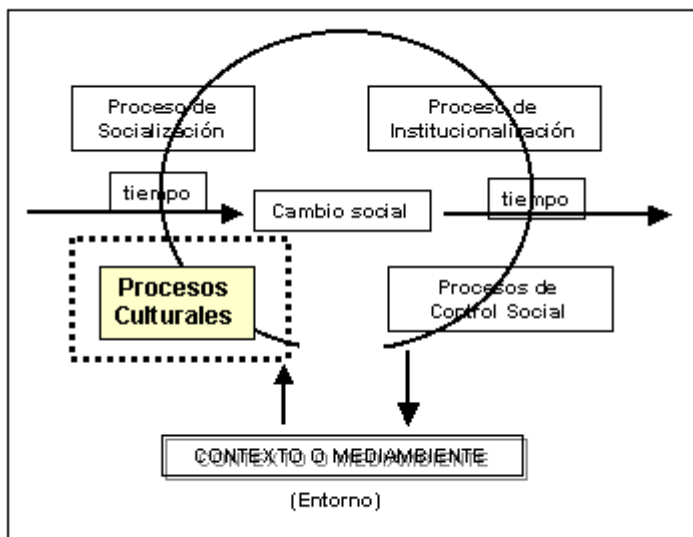 Proceso de
Socialización
Proceso de
Institucionalización
tiempo
Cambio social
tiempo
Procesos
Culturales
Procesos de
Control Social
CONTEXTO O MEDIAMBIENTE
(Entorno)